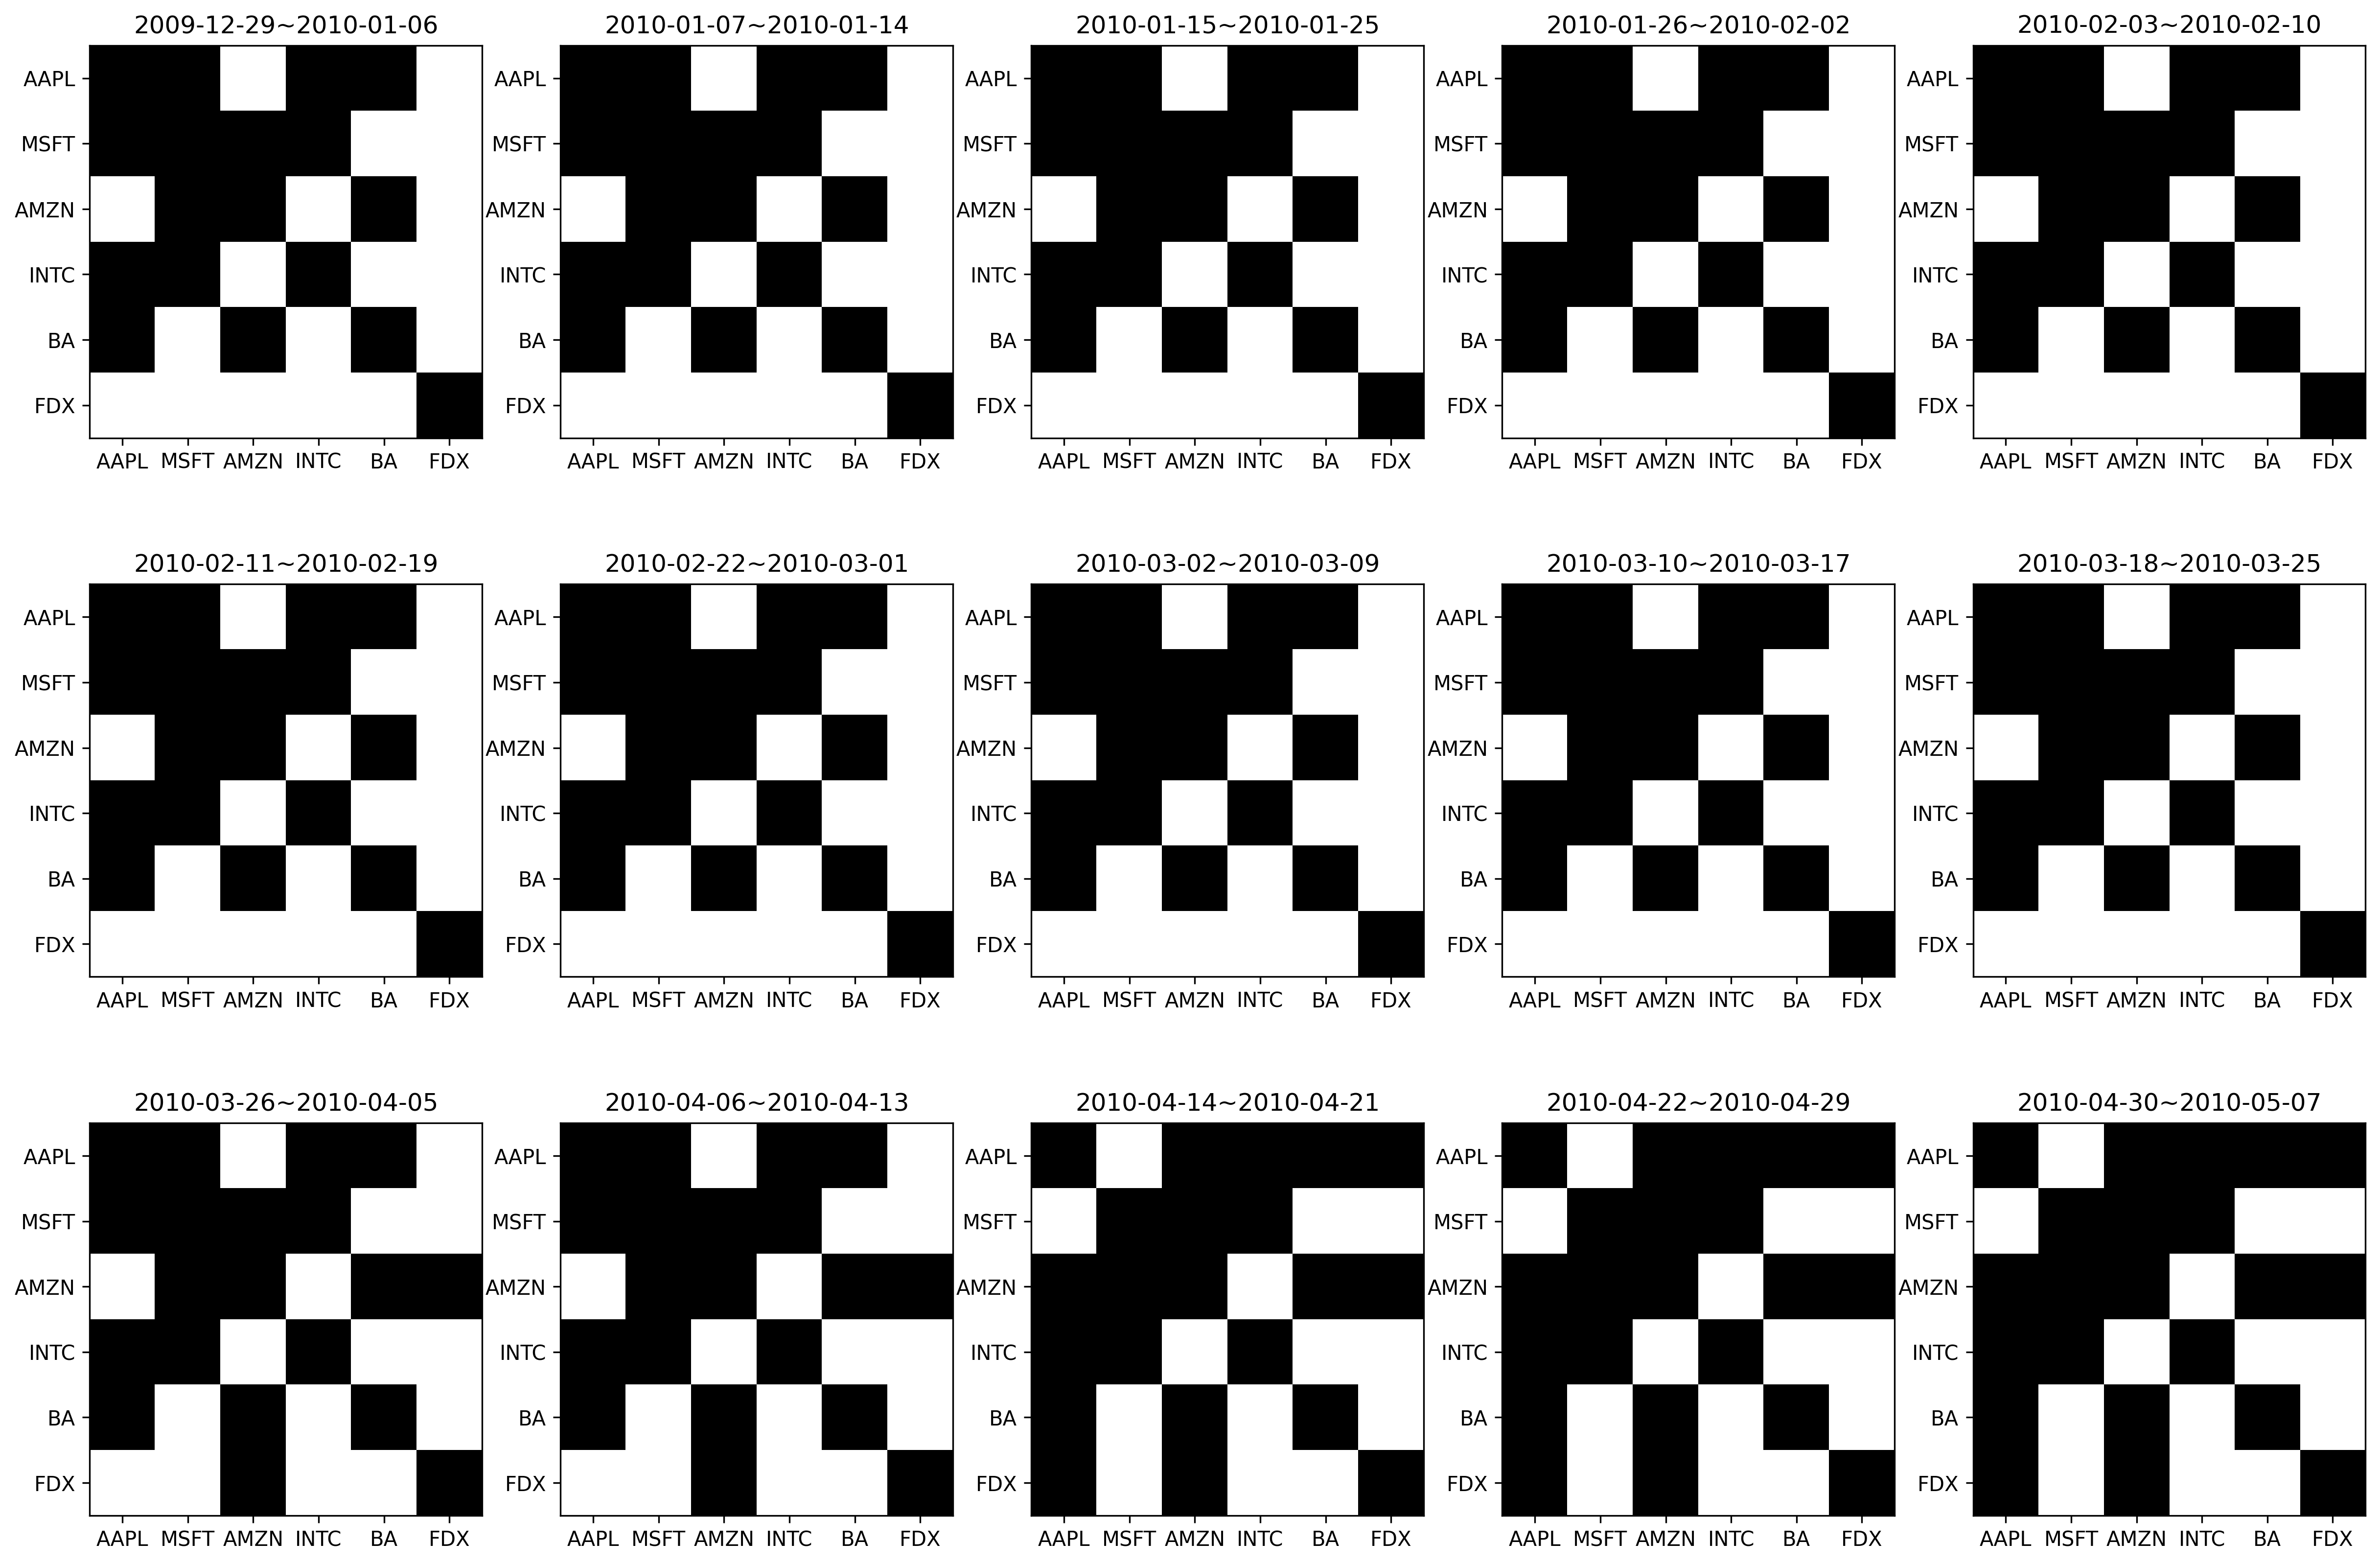 2009-12-29~2010-01-06
AAPL
MSFT
AMZN
INTC
BA
FDX
AAPL MSFT AMZN INTC BA FDX
2010-01-07~2010-01-14
AAPL
MSFT
AMZN
INTC
BA
FDX
AAPL MSFT AMZN INTC BA FDX
2010-01-15~2010-01-25
AAPL
MSFT
AMZN
INTC
BA
FDX
AAPL MSFT AMZN INTC BA FDX
2010-01-26~2010-02-02
AAPL
MSFT
AMZN
INTC
BA
FDX
AAPL MSFT AMZN INTC BA FDX
2010-02-03~2010-02-10
AAPL
MSFT
AMZN
INTC
BA
FDX
AAPL MSFT AMZN INTC BA FDX
2010-02-11~2010-02-19
AAPL
MSFT
AMZN
INTC
BA
FDX
AAPL MSFT AMZN INTC BA FDX
2010-02-22~2010-03-01
AAPL
MSFT
AMZN
INTC
BA
FDX
AAPL MSFT AMZN INTC BA FDX
2010-03-02~2010-03-09
AAPL
MSFT
AMZN
INTC
BA
FDX
AAPL MSFT AMZN INTC BA FDX
2010-03-10~2010-03-17
AAPL
MSFT
AMZN
INTC
BA
FDX
AAPL MSFT AMZN INTC BA FDX
2010-03-18~2010-03-25
AAPL
MSFT
AMZN
INTC
BA
FDX
AAPL MSFT AMZN INTC BA FDX
2010-03-26~2010-04-05
AAPL
MSFT
AMZN
INTC
BA
FDX
AAPL MSFT AMZN INTC BA FDX
2010-04-06~2010-04-13
AAPL
MSFT
AMZN
INTC
BA
FDX
AAPL MSFT AMZN INTC BA FDX
2010-04-14~2010-04-21
AAPL
MSFT
AMZN
INTC
BA
FDX
AAPL MSFT AMZN INTC BA FDX
2010-04-22~2010-04-29
AAPL
MSFT
AMZN
INTC
BA
FDX
AAPL MSFT AMZN INTC BA FDX
2010-04-30~2010-05-07
AAPL
MSFT
AMZN
INTC
BA
FDX
AAPL MSFT AMZN INTC BA FDX